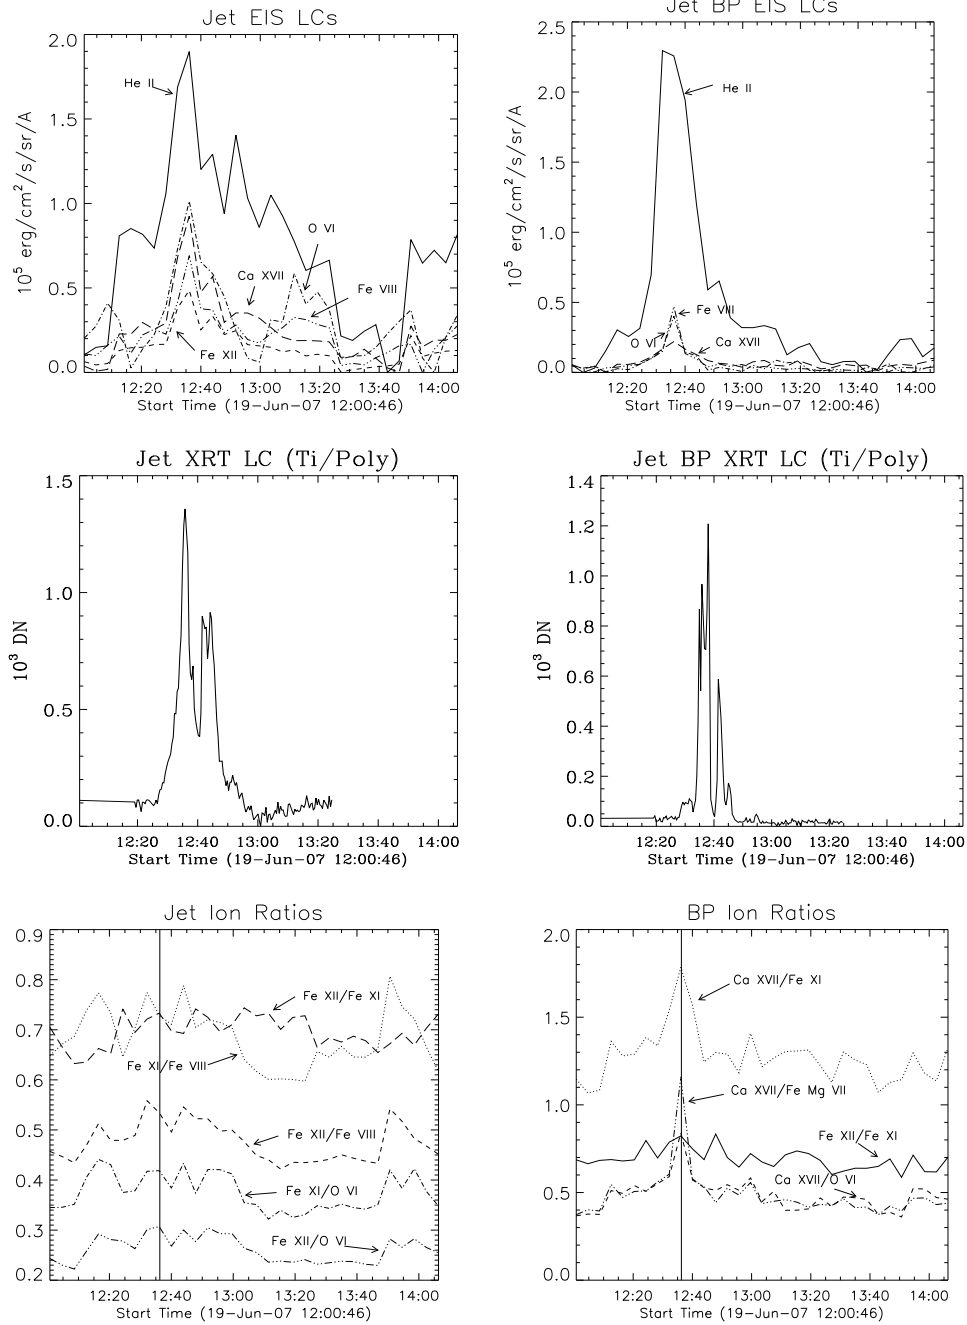 Jet EIS LCs
2.0
1.5
1.0
0.5
0.0
10⁵ erg/cm²/s/sr/A
He II
O VI
Ca XVII
Fe VIII
Fe XII
12:20 12:40 13:00 13:20 13:40 14:00
Start Time (19-Jun-07 12:00:46)
Jet BP EIS LCs
2.5
2.0
1.5
1.0
0.5
0.0
10⁵ erg/cm²/s/sr/A
He II
Fe VIII
O VI
Ca XVII
12:20 12:40 13:00 13:20 13:40 14:00
Start Time (19-Jun-07 12:00:46)
Jet XRT LC (Ti/Poly)
1.5
1.0
0.5
0.0
10³ DN
12:20 12:40 13:00 13:20 13:40 14:00
Start Time (19-Jun-07 12:00:46)
Jet BP XRT LC (Ti/Poly)
1.4
1.2
1.0
0.8
0.6
0.4
0.2
0.0
10³ DN
12:20 12:40 13:00 13:20 13:40 14:00
Start Time (19-Jun-07 12:00:46)
Jet Ion Ratios
0.9
0.8
0.7
0.6
0.5
0.4
0.3
0.2
Fe XII/Fe XI
Fe XI/Fe VIII
Fe XII/Fe VIII
Fe XI/O VI
Fe XII/O VI
12:20 12:40 13:00 13:20 13:40 14:00
Start Time (19-Jun-07 12:00:46)
BP Ion Ratios
2.0
1.5
1.0
0.5
0.0
Ca XVII/Fe XI
Ca XVII/Fe Mg VII
Fe XII/Fe XI
Ca XVII/O VI
12:20 12:40 13:00 13:20 13:40 14:00
Start Time (19-Jun-07 12:00:46)